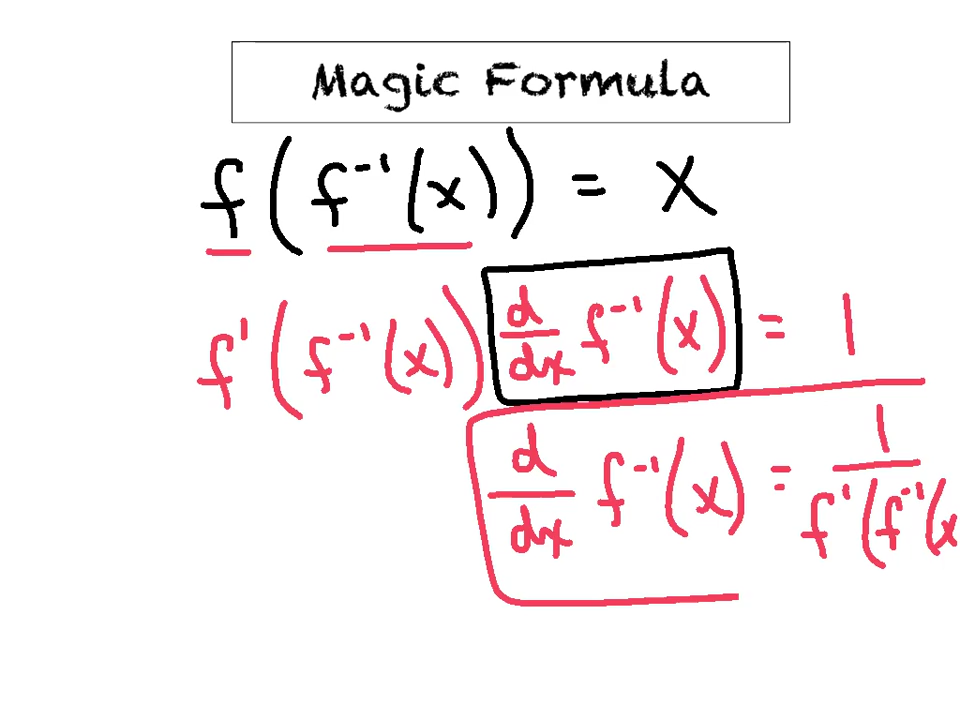 Magic Formula
f(f⁻¹(x)) = x
f'(f⁻¹(x)) d/dx f⁻¹(x) = 1
d/dx f⁻¹(x) = 1/f'(f⁻¹(x